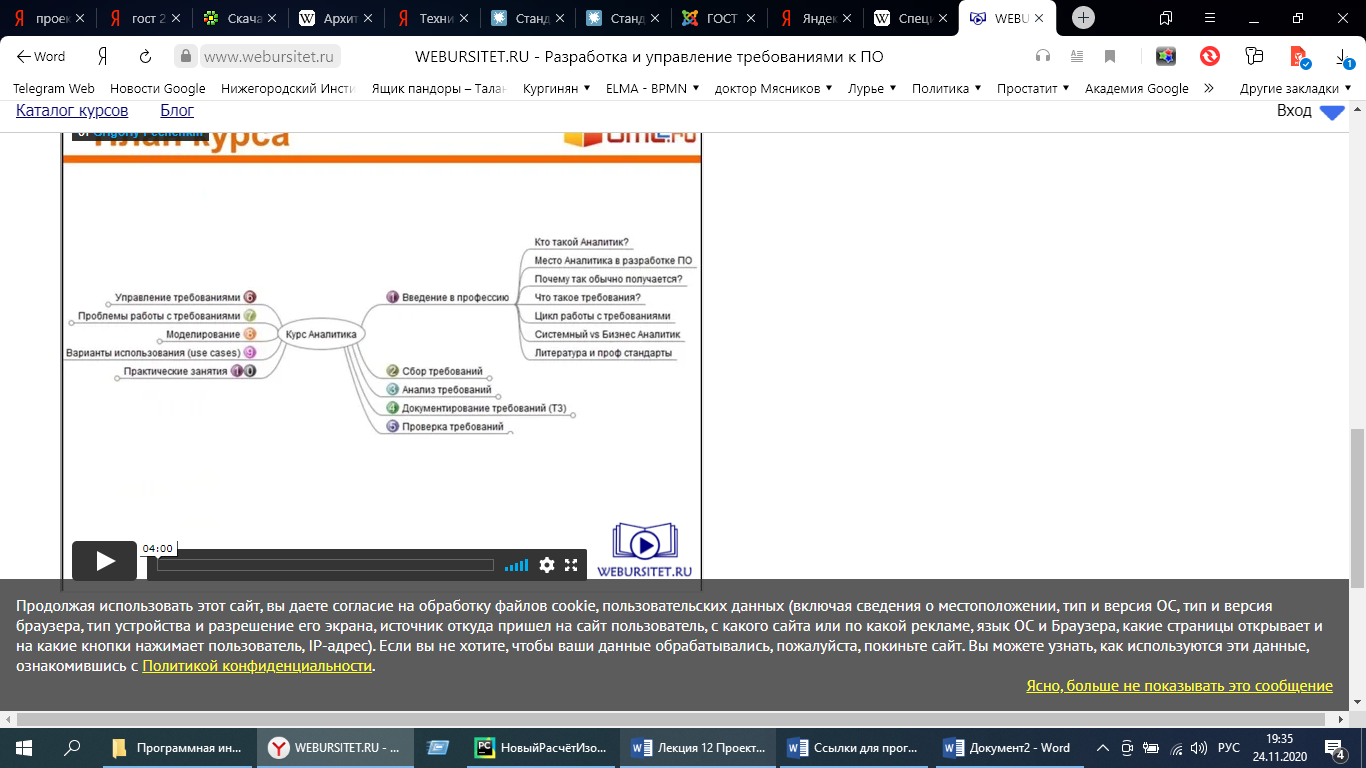 проек
гост 2
Скача
Архит
Техни
Станд
Станд
ГОСТ
Яндек
Специ
WEBU
Word
www.webursitet.ru
WEBURSITET.RU - Разработка и управление требованиями к ПО
1
Telegram Web
Новости Google
Нижегородский Инсти
Ящик пандоры – Талан
Кургинян
ELMA - BPMN
доктор Мясников
Лурье
Политика
Простатит
Академия Google
»
Другие закладки
Каталог курсов
Блог
Вход
от Grigoriy Pechenkin
План курса
UML2.ru
Курс Аналитика
1 Введение в профессию
Кто такой Аналитик?
Место Аналитика в разработке ПО
Почему так обычно получается?
Что такое требования?
Цикл работы с требованиями
Системный vs Бизнес Аналитик
Литература и проф стандарты
2 Сбор требований
3 Анализ требований
4 Документирование требований (ТЗ)
5 Проверка требований
Управление требованиями 6
Проблемы работы с требованиями 7
Моделирование 8
Варианты использования (use cases) 9
Практические занятия 10
04:00
WEBURSITET.RU
Продолжая использовать этот сайт, вы даете согласие на обработку файлов cookie, пользовательских данных (включая сведения о местоположении, тип и версия ОС, тип и версия
браузера, тип устройства и разрешение его экрана, источник откуда пришел на сайт пользователь, с какого сайта или по какой рекламе, язык ОС и Браузера, какие страницы открывает и
на какие кнопки нажимает пользователь, IP-адрес). Если вы не хотите, чтобы ваши данные обрабатывались, пожалуйста, покиньте сайт. Вы можете узнать, как используются эти данные,
ознакомившись с Политикой конфиденциальности.
Ясно, больше не показывать это сообщение
Программная ин...
WEBURSITET.RU - ...
НовыйРасчётИзо...
Лекция 12 Проект...
Ссылки для прог...
Документ2 - Word
РУС
19:35
24.11.2020
4